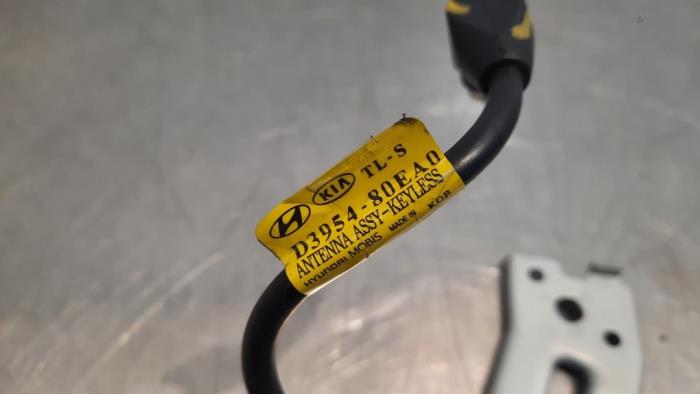 KIA TL-S
D3954-80EA0
ANTENNA ASSY-KEYLESS
HYUNDAI MOBIS MADE IN KOR